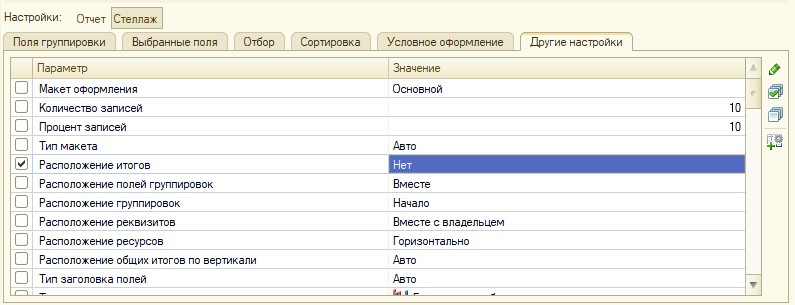 Настройки: Отчет Стеллаж
Поля группировки Выбранные поля Отбор Сортировка Условное оформление Другие настройки
Параметр Значение
Макет оформления Основной
Количество записей 10
Процент записей 10
Тип макета Авто
Расположение итогов Нет
Расположение полей группировок Вместе
Расположение группировок Начало
Расположение реквизитов Вместе с владельцем
Расположение ресурсов Горизонтально
Расположение общих итогов по вертикали Авто
Тип заголовка полей Авто